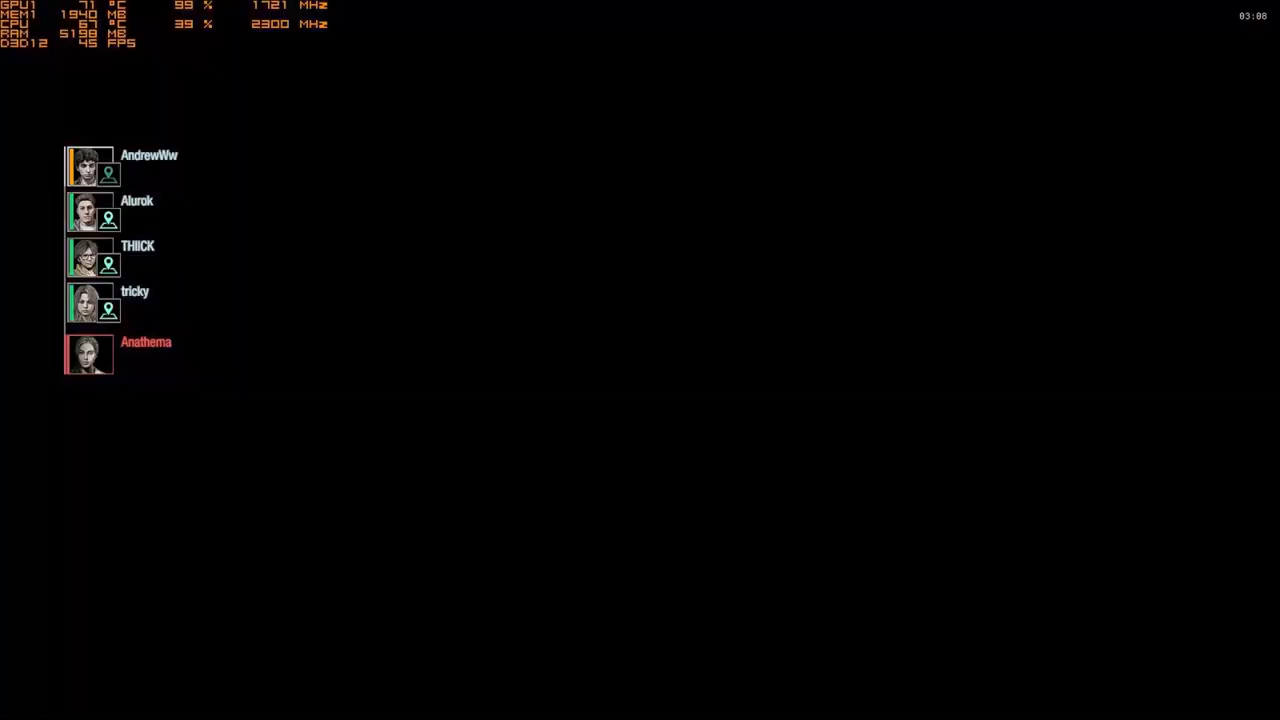 GPU1 71 °C 99 % 1721 MHz
MEM1 1940 MB
CPU 67 °C 39 % 2300 MHz
RAM 5198 MB
D3D12 45 FPS
03:08
AndrewWw
Alurok
THIICK
tricky
Anathema